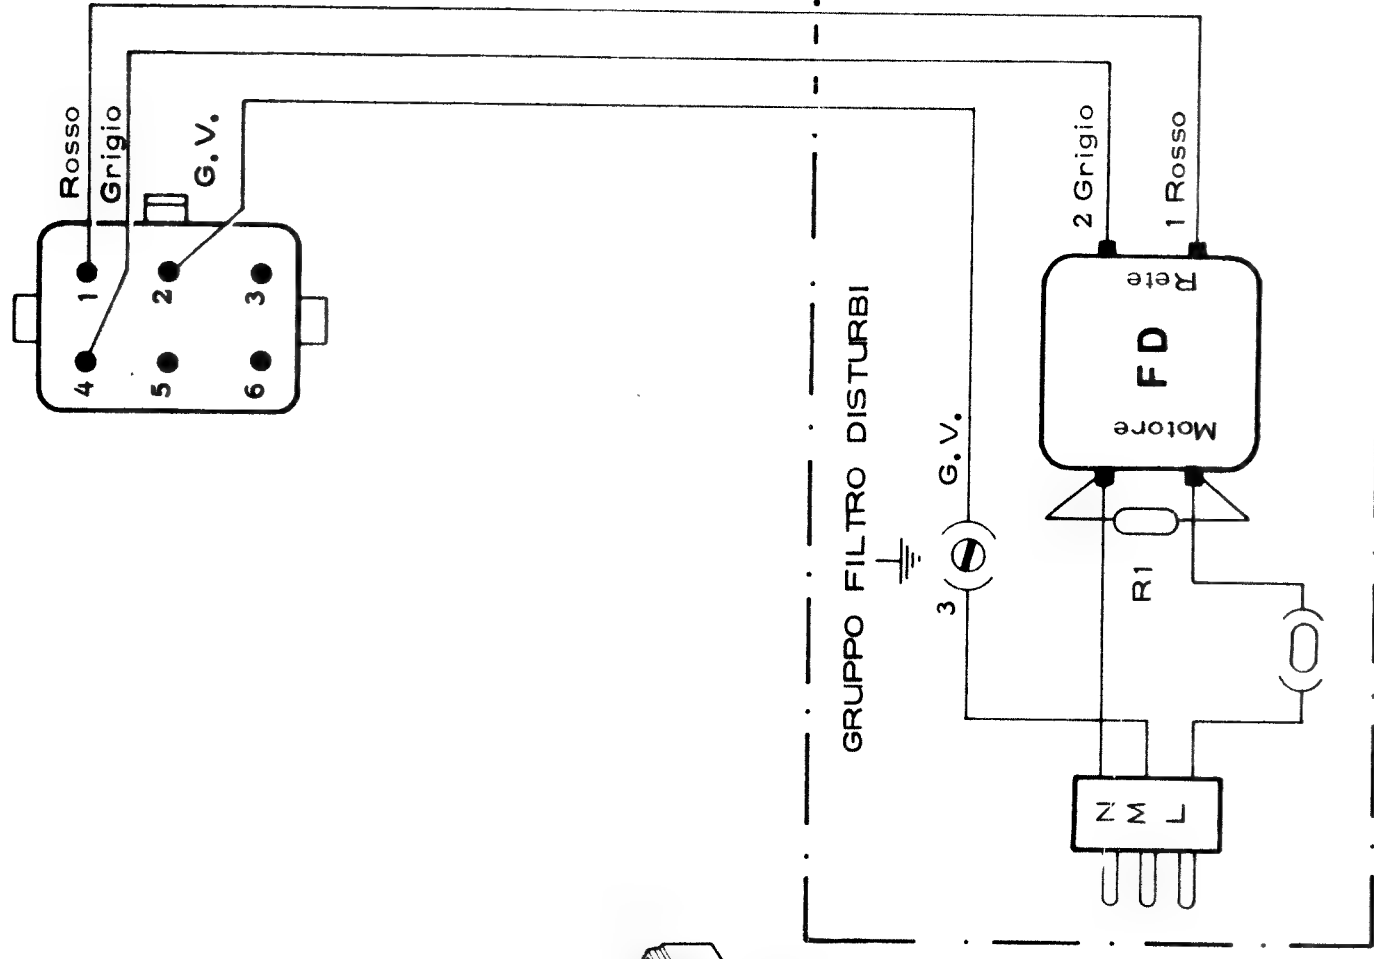 Rosso
Grigio
G.V.
1
2
3
4
5
6
GRUPPO FILTRO DISTURBI
G.V.
3
2 Grigio
1 Rosso
Rete
FD
Motore
R1
N
M
L